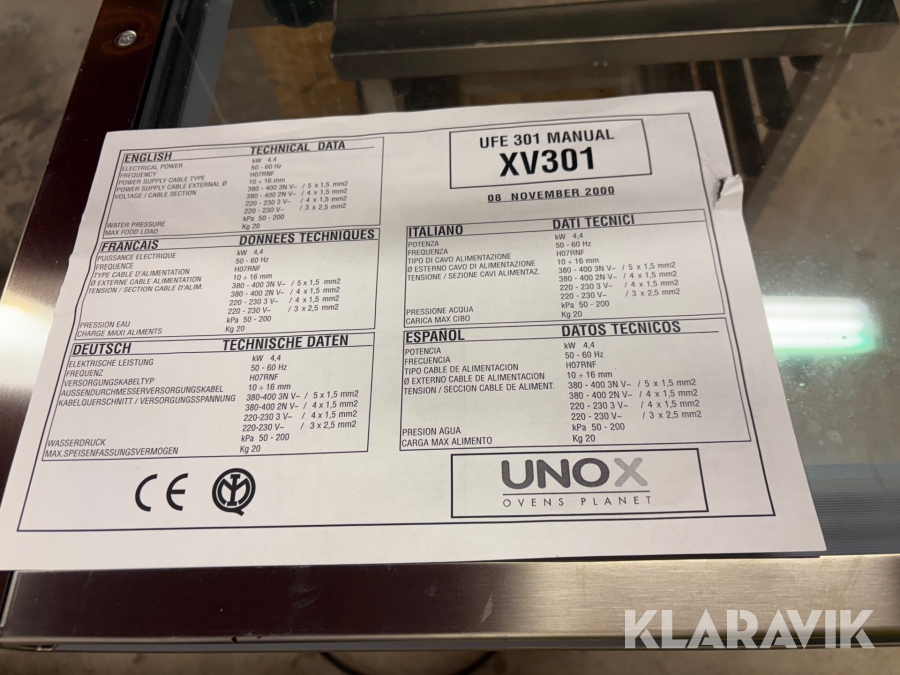 UFE 301 MANUAL
XV301
08 NOVEMBER 2000
ENGLISH TECHNICAL DATA
ELECTRICAL POWER kW 4,4
FREQUENCY 50 - 60 Hz
POWER SUPPLY CABLE TYPE H07RNF
POWER SUPPLY CABLE EXTERNAL Ø 10 ÷ 16 mm
VOLTAGE / CABLE SECTION 380 - 400 3N V~ / 5 x 1,5 mm2
380 - 400 2N V~ / 4 x 1,5 mm2
220 - 230 3 V~ / 4 x 1,5 mm2
220 - 230 V~ / 3 x 2,5 mm2
WATER PRESSURE kPa 50 - 200
MAX FOOD LOAD Kg 20
FRANCAIS DONNEES TECHNIQUES
PUISSANCE ELECTRIQUE kW 4,4
FREQUENCE 50 - 60 Hz
TYPE CABLE D'ALIMENTATION H07RNF
Ø EXTERNE CABLE ALIMENTATION 10 ÷ 16 mm
TENSION / SECTION CABLE D'ALIM. 380 - 400 3N V~ / 5 x 1,5 mm2
380 - 400 2N V~ / 4 x 1,5 mm2
220 - 230 3 V~ / 4 x 1,5 mm2
220 - 230 V~ / 3 x 2,5 mm2
PRESSION EAU kPa 50 - 200
CHARGE MAXI ALIMENTS Kg 20
DEUTSCH TECHNISCHE DATEN
ELEKTRISCHE LEISTUNG kW 4,4
FREQUENZ 50 - 60 Hz
VERSORGUNGSKABELTYP H07RNF
AUSSENDURCHMESSERVERSORGUNGSKABEL 10 ÷ 16 mm
KABELQUERSCHNITT / VERSORGUNGSSPANNUNG 380-400 3N V~ / 5 x 1,5 mm2
380-400 2N V~ / 4 x 1,5 mm2
220-230 3 V~ / 4 x 1,5 mm2
220-230 V~ / 3 x 2,5 mm2
WASSERDRUCK kPa 50 - 200
MAX.SPEISENFASSUNGSVERMOGEN Kg 20
ITALIANO DATI TECNICI
POTENZA kW 4,4
FREQUENZA 50 - 60 Hz
TIPO DI CAVO ALIMENTAZIONE H07RNF
Ø ESTERNO CAVO DI ALIMENTAZIONE 10 ÷ 16 mm
TENSIONE / SEZIONE CAVI ALIMENTAZ. 380 - 400 3N V~ / 5 x 1,5 mm2
380 - 400 2N V~ / 4 x 1,5 mm2
220 - 230 3 V~ / 4 x 1,5 mm2
220 - 230 V~ / 3 x 2,5 mm2
PRESSIONE ACQUA kPa 50 - 200
CARICA MAX CIBO Kg 20
ESPAÑOL DATOS TECNICOS
POTENCIA kW 4,4
FRECUENCIA 50 - 60 Hz
TIPO CABLE DE ALIMENTACION H07RNF
Ø EXTERNO CABLE DE ALIMENTACION 10 ÷ 16 mm
TENSION / SECCION CABLE DE ALIMENT. 380 - 400 3N V~ / 5 x 1,5 mm2
380 - 400 2N V~ / 4 x 1,5 mm2
220 - 230 3 V~ / 4 x 1,5 mm2
220 - 230 V~ / 3 x 2,5 mm2
PRESION AGUA kPa 50 - 200
CARGA MAX ALIMENTO Kg 20
CE
UNOX
OVENS PLANET
KLARAVIK